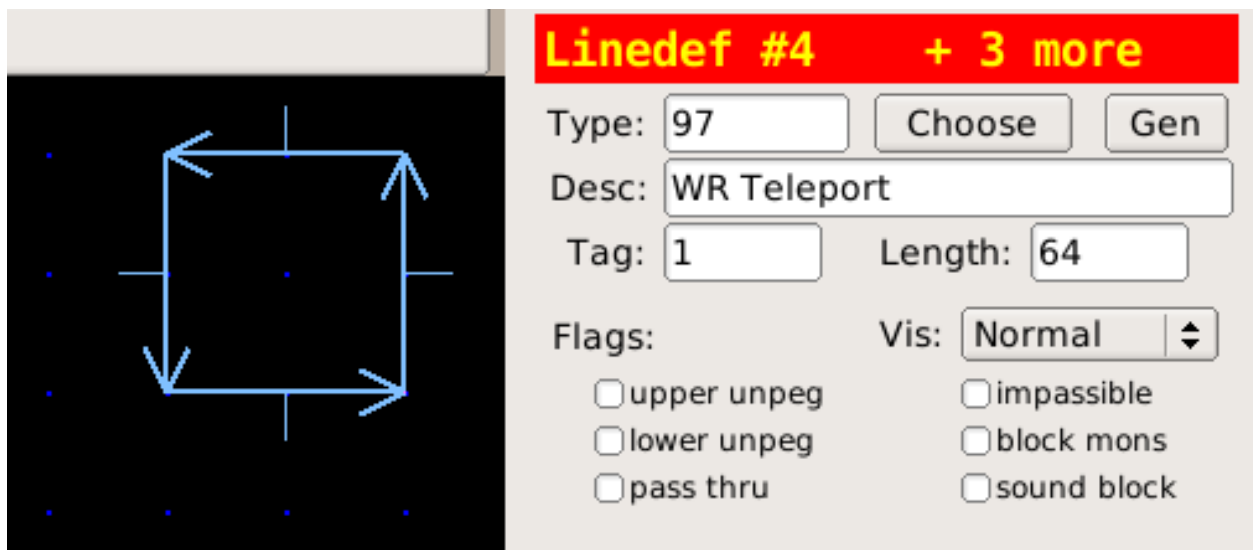 Linedef #4 + 3 more
Type: 97 Choose Gen
Desc: WR Teleport
Tag: 1 Length: 64
Flags: Vis: Normal
upper unpeg impassible
lower unpeg block mons
pass thru sound block